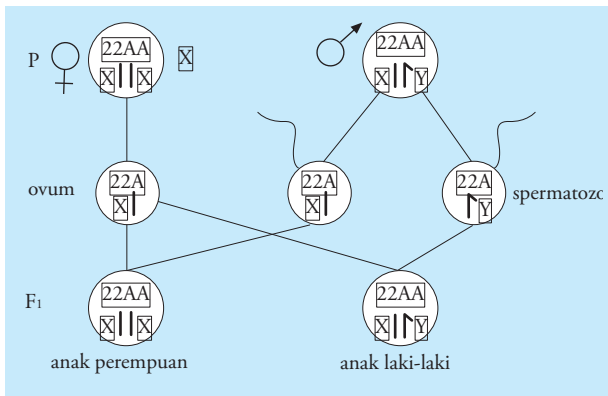 P ♀ 22AA X ♂ 22AA
X X X Y
ovum 22A 22A 22A spermatozo
X X Y
F1 22AA 22AA
X X X Y
anak perempuan anak laki-laki